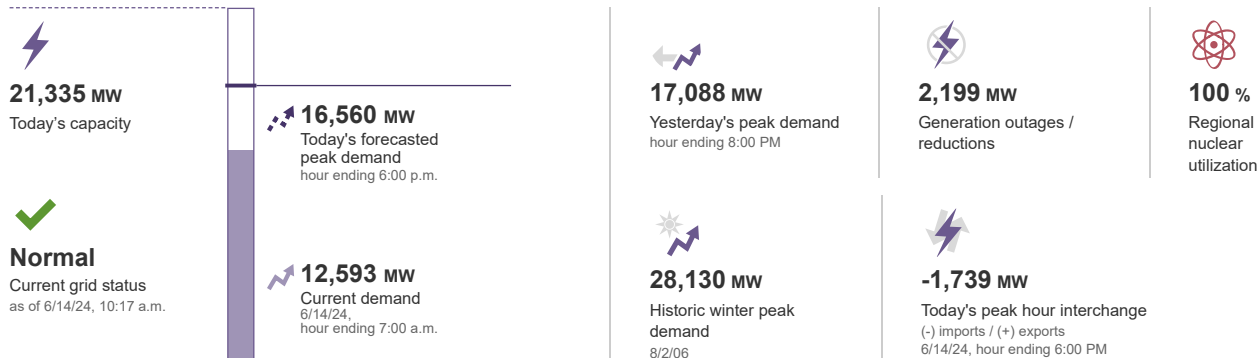 21,335 MW
Today's capacity
Normal
Current grid status
as of 6/14/24, 10:17 a.m.
16,560 MW
Today's forecasted
peak demand
hour ending 6:00 p.m.
12,593 MW
Current demand
6/14/24,
hour ending 7:00 a.m.
17,088 MW
Yesterday's peak demand
hour ending 8:00 PM
2,199 MW
Generation outages /
reductions
100 %
Regional
nuclear
utilization
28,130 MW
Historic winter peak
demand
8/2/06
-1,739 MW
Today's peak hour interchange
(-) imports / (+) exports
6/14/24, hour ending 6:00 PM